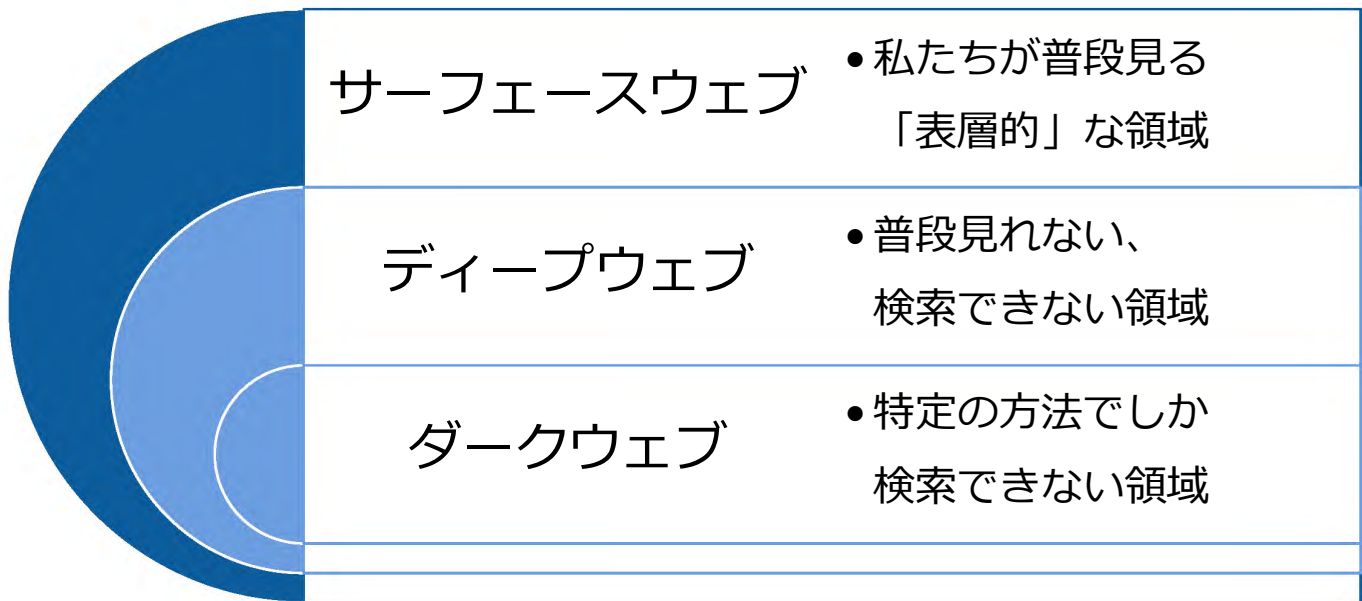 サーフェースウェブ
•私たちが普段見る
「表層的」な領域
ディープウェブ
•普段見れない、
検索できない領域
ダークウェブ
•特定の方法でしか
検索できない領域